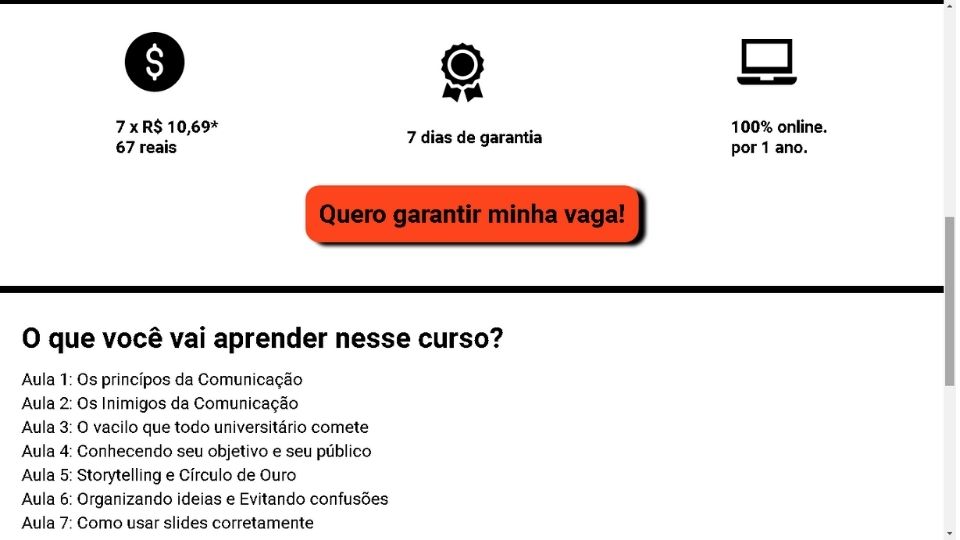 7 x R$ 10,69*
67 reais
7 dias de garantia
100% online.
por 1 ano.
Quero garantir minha vaga!
O que você vai aprender nesse curso?
Aula 1: Os princípos da Comunicação
Aula 2: Os Inimigos da Comunicação
Aula 3: O vacilo que todo universitário comete
Aula 4: Conhecendo seu objetivo e seu público
Aula 5: Storytelling e Círculo de Ouro
Aula 6: Organizando ideias e Evitando confusões
Aula 7: Como usar slides corretamente